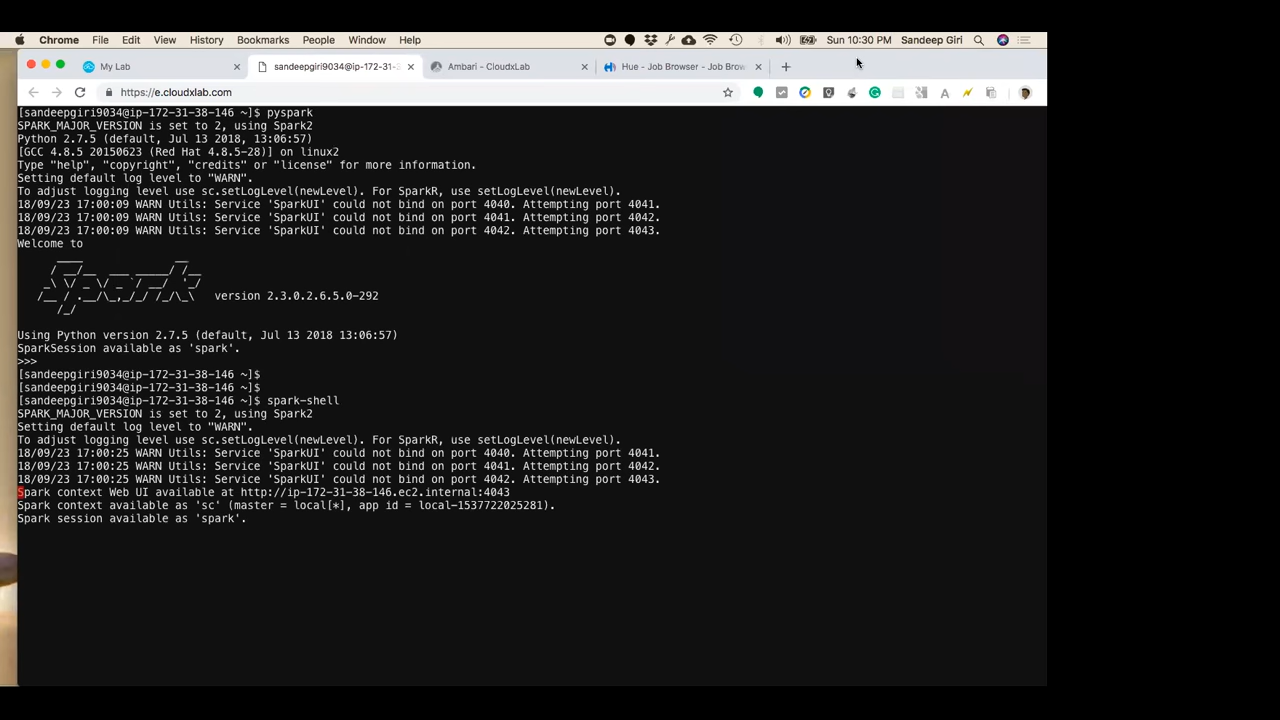 Chrome File Edit View History Bookmarks People Window Help Sun 10:30 PM Sandeep Giri
My Lab sandeepgiri9034@ip-172-31-3 Ambari - CloudxLab Hue - Job Browser - Job Brow
https://e.cloudxlab.com
[sandeepgiri9034@ip-172-31-38-146 ~]$ pyspark
SPARK_MAJOR_VERSION is set to 2, using Spark2
Python 2.7.5 (default, Jul 13 2018, 13:06:57)
[GCC 4.8.5 20150623 (Red Hat 4.8.5-28)] on linux2
Type "help", "copyright", "credits" or "license" for more information.
Setting default log level to "WARN".
To adjust logging level use sc.setLogLevel(newLevel). For SparkR, use setLogLevel(newLevel).
18/09/23 17:00:09 WARN Utils: Service 'SparkUI' could not bind on port 4040. Attempting port 4041.
18/09/23 17:00:09 WARN Utils: Service 'SparkUI' could not bind on port 4041. Attempting port 4042.
18/09/23 17:00:09 WARN Utils: Service 'SparkUI' could not bind on port 4042. Attempting port 4043.
Welcome to
Spark version 2.3.0.2.6.5.0-292
Using Python version 2.7.5 (default, Jul 13 2018 13:06:57)
SparkSession available as 'spark'.
>>>
[sandeepgiri9034@ip-172-31-38-146 ~]$
[sandeepgiri9034@ip-172-31-38-146 ~]$
[sandeepgiri9034@ip-172-31-38-146 ~]$ spark-shell
SPARK_MAJOR_VERSION is set to 2, using Spark2
Setting default log level to "WARN".
To adjust logging level use sc.setLogLevel(newLevel). For SparkR, use setLogLevel(newLevel).
18/09/23 17:00:25 WARN Utils: Service 'SparkUI' could not bind on port 4040. Attempting port 4041.
18/09/23 17:00:25 WARN Utils: Service 'SparkUI' could not bind on port 4041. Attempting port 4042.
18/09/23 17:00:25 WARN Utils: Service 'SparkUI' could not bind on port 4042. Attempting port 4043.
Spark context Web UI available at http://ip-172-31-38-146.ec2.internal:4043
Spark context available as 'sc' (master = local[*], app id = local-1537722025281).
Spark session available as 'spark'.